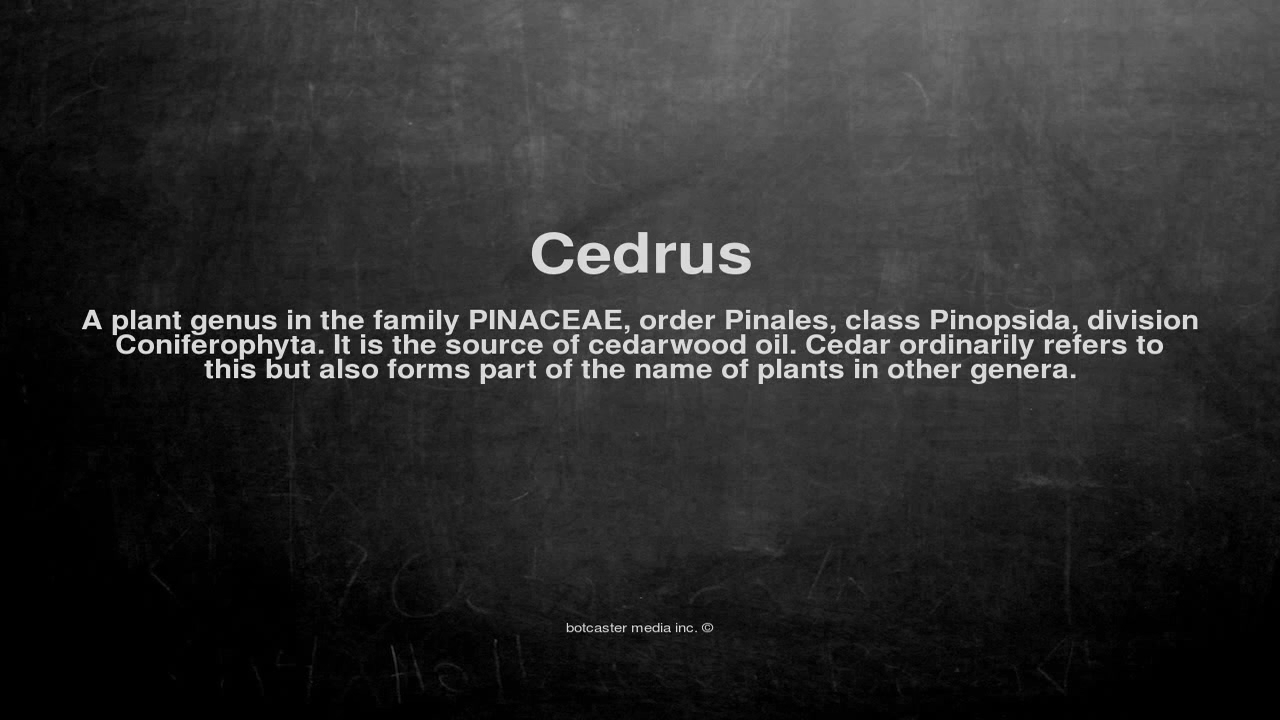 Cedrus
A plant genus in the family PINACEAE, order Pinales, class Pinopsida, division
Coniferophyta. It is the source of cedarwood oil. Cedar ordinarily refers to
this but also forms part of the name of plants in other genera.
botcaster media inc. ©